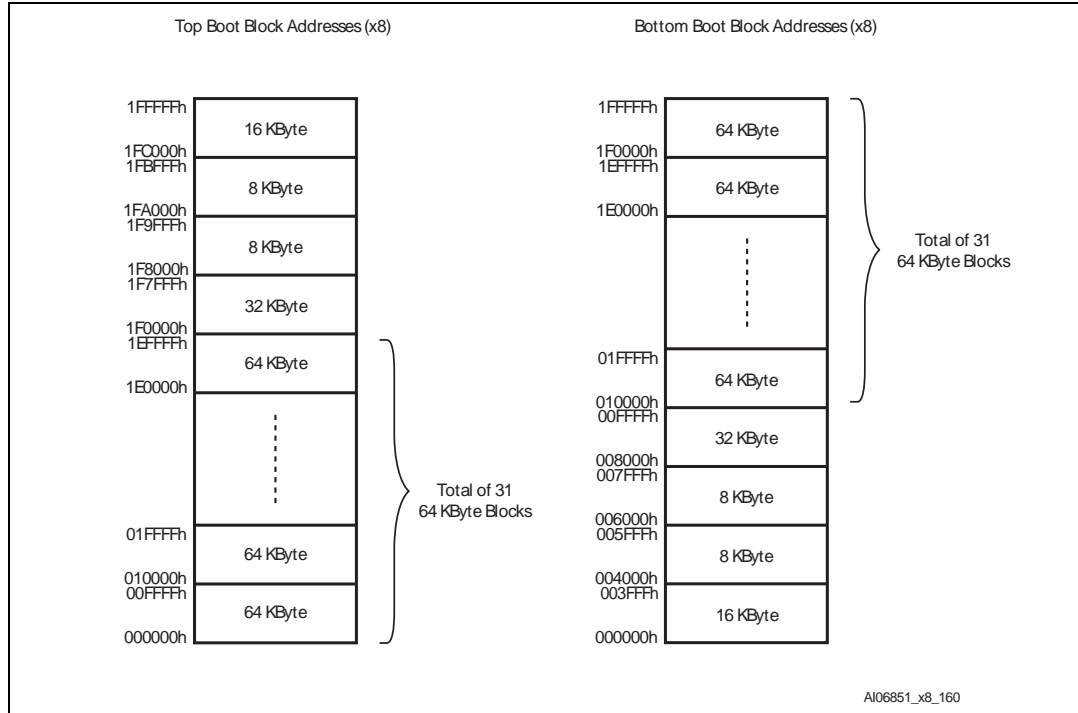 Top Boot Block Addresses (x8)
1FFFFFh
16 KByte
1FC000h
1FBFFFh
8 KByte
1FA000h
1F9FFFh
8 KByte
1F8000h
1F7FFFh
32 KByte
1F0000h
1EFFFFh
64 KByte
1E0000h
Total of 31
64 KByte Blocks
01FFFFh
64 KByte
010000h
00FFFFh
64 KByte
000000h
Bottom Boot Block Addresses (x8)
1FFFFFh
64 KByte
1F0000h
1EFFFFh
64 KByte
1E0000h
Total of 31
64 KByte Blocks
01FFFFh
64 KByte
010000h
00FFFFh
32 KByte
008000h
007FFFh
8 KByte
006000h
005FFFh
8 KByte
004000h
003FFFh
16 KByte
000000h
AI06851_x8_160